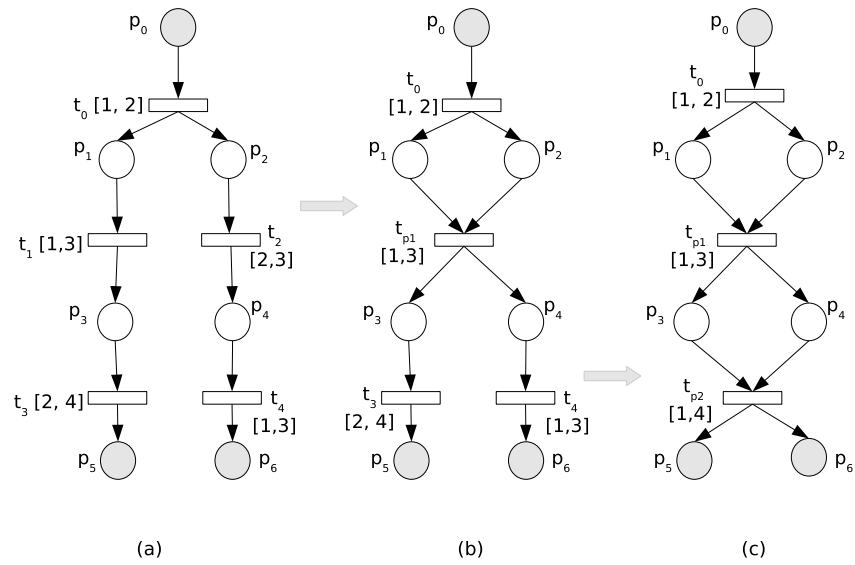 p0
t0 [1, 2]
p1
p2
t1 [1,3]
t2
[2,3]
p3
p4
t3 [2, 4]
t4
[1,3]
p5
p6
(a)
p0
t0
[1, 2]
p1
p2
tp1
[1,3]
p3
p4
t3
[2, 4]
t4
[1,3]
p5
p6
(b)
p0
t0
[1, 2]
p1
p2
tp1
[1,3]
p3
p4
tp2
[1,4]
p5
p6
(c)